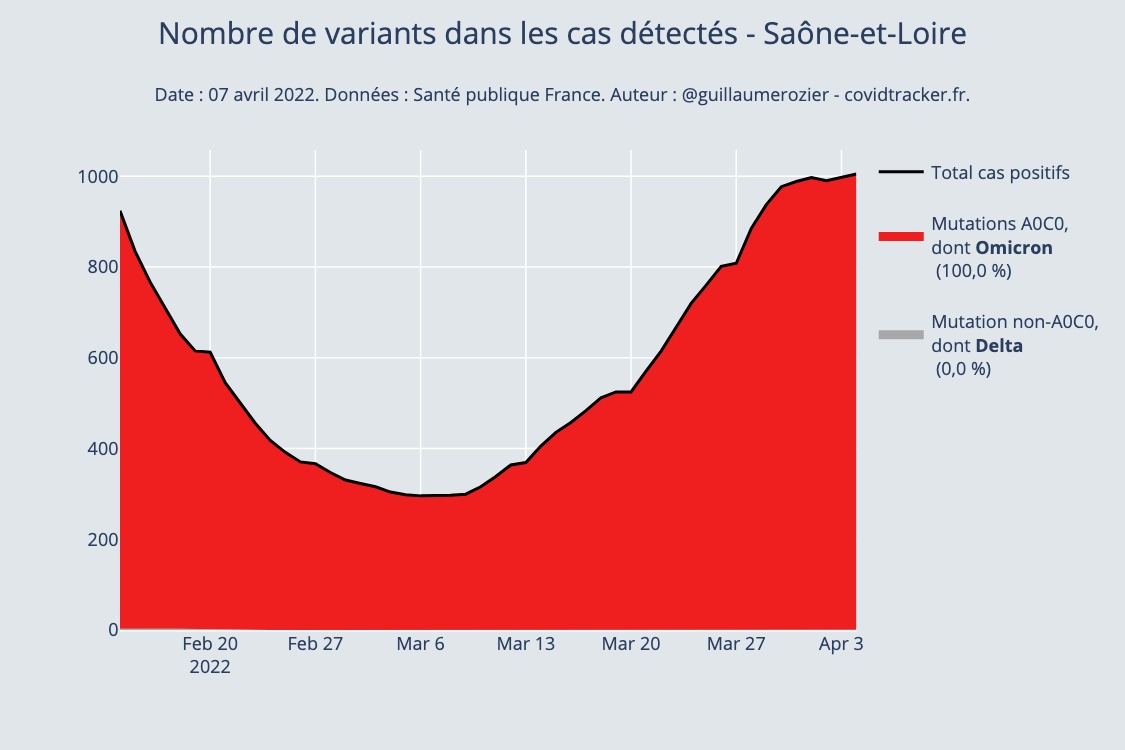 Nombre de variants dans les cas détectés - Saône-et-Loire
Date : 07 avril 2022. Données : Santé publique France. Auteur : @guillaumerozier - covidtracker.fr.
1000
800
600
400
200
0
Feb 20
2022
Feb 27
Mar 6
Mar 13
Mar 20
Mar 27
Apr 3
Total cas positifs
Mutations A0C0,
dont Omicron
(100,0 %)
Mutation non-A0C0,
dont Delta
(0,0 %)